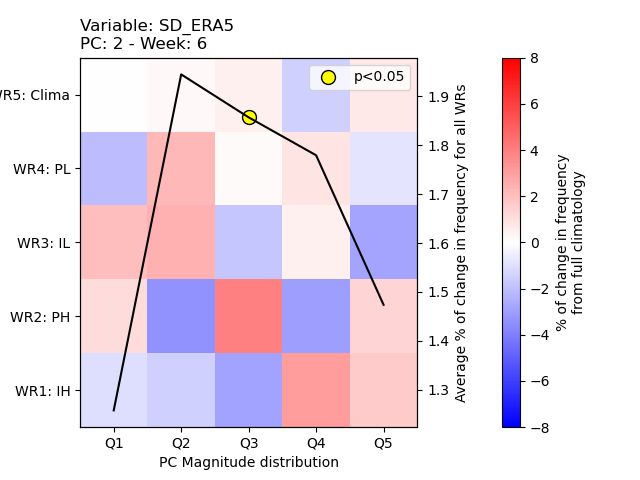 Variable: SD_ERA5
PC: 2 - Week: 6
p<0.05
WR5: Clima
WR4: PL
WR3: IL
WR2: PH
WR1: IH
Q1 Q2 Q3 Q4 Q5
PC Magnitude distribution
1.9
1.8
1.7
1.6
1.5
1.4
1.3
Average % of change in frequency for all WRs
8
6
4
2
0
−2
−4
−6
−8
% of change in frequency
from full climatology